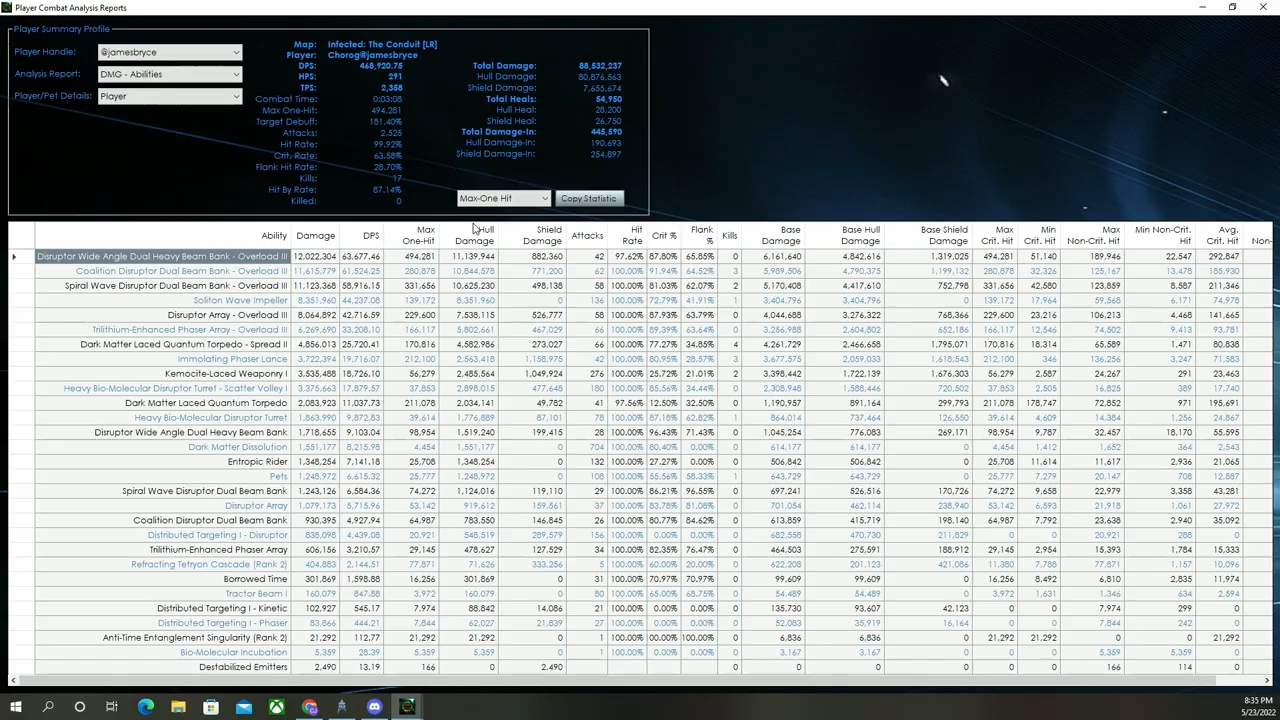 Player Combat Analysis Reports
Player Summary Profile
Player Handle: @jamesbryce
Analysis Report: DMG - Abilities
Player/Pet Details: Player
Map: Infected: The Conduit [LR]
Player: Chorog@jamesbryce
DPS: 468,920.75
HPS: 291
TPS: 2,358
Combat Time: 0:03:08
Max One-Hit: 494,281
Target Debuff: 181.40%
Attacks: 2,525
Hit Rate: 99.92%
Crit. Rate: 63.58%
Flank Hit Rate: 28.70%
Kills: 17
Hit By Rate: 87.14%
Killed: 0
Total Damage: 88,532,237
Hull Damage: 80,876,563
Shield Damage: 7,655,674
Total Heals: 54,950
Hull Heal: 28,200
Shield Heal: 26,750
Total Damage-In: 445,590
Hull Damage-In: 190,693
Shield Damage-In: 254,897
Max-One Hit Copy Statistic
Ability Damage DPS Max One-Hit Hull Damage Shield Damage Attacks Hit Rate Crit % Flank % Kills Base Damage Base Hull Damage Base Shield Damage Max Crit. Hit Min Crit. Hit Max Non-Crit. Hit Min Non-Crit. Hit Avg. Crit. Hit Non-
Disruptor Wide Angle Dual Heavy Beam Bank - Overload III 12,022,304 63,677.46 494,281 11,139,944 882,360 42 97.62% 87.80% 65.85% 0 6,161,640 4,842,616 1,319,025 494,281 51,140 189,946 22,547 292,847
Coalition Disruptor Dual Beam Bank - Overload III 11,615,779 61,524.25 280,878 10,844,578 771,200 62 100.00% 91.94% 64.52% 3 5,989,506 4,790,375 1,199,132 280,878 32,326 125,167 13,478 185,930
Spiral Wave Disruptor Dual Beam Bank - Overload III 11,123,368 58,916.15 331,656 10,625,230 498,138 58 100.00% 81.03% 62.07% 2 5,170,408 4,417,610 752,798 331,656 42,580 123,859 8,587 211,346
Soliton Wave Impeller 8,351,960 44,237.08 139,172 8,351,960 0 136 100.00% 72.79% 41.91% 1 3,404,796 3,404,796 0 139,172 17,964 59,568 6,171 74,978
Disruptor Array - Overload III 8,064,892 42,716.59 229,600 7,538,115 526,777 58 100.00% 87.93% 63.79% 0 4,044,688 3,276,322 768,366 229,600 23,216 106,213 4,468 141,665
Trilithium-Enhanced Phaser Array - Overload III 6,269,690 33,208.10 166,117 5,802,661 467,029 66 100.00% 89.39% 63.64% 0 3,256,988 2,604,802 652,186 166,117 12,546 74,502 9,413 93,781
Dark Matter Laced Quantum Torpedo - Spread II 4,856,013 25,720.41 170,816 4,582,986 273,027 66 100.00% 77.27% 34.85% 4 4,261,729 2,466,658 1,795,071 170,816 18,314 65,589 1,471 80,838
Immolating Phaser Lance 3,722,394 19,716.07 212,100 2,563,418 1,158,975 42 100.00% 80.95% 28.57% 3 3,677,575 2,059,033 1,618,543 212,100 346 136,256 3,247 71,583
Kemocite-Laced Weaponry I 3,535,488 18,726.10 56,279 2,485,564 1,049,924 276 100.00% 25.72% 21.01% 2 3,398,442 1,722,139 1,676,303 56,279 2,587 24,267 291 23,463
Heavy Bio-Molecular Disruptor Turret - Scatter Volley I 3,375,663 17,879.57 37,853 2,898,015 477,648 180 100.00% 85.56% 34.44% 2 2,308,948 1,588,446 720,502 37,853 2,505 16,825 389 17,740
Dark Matter Laced Quantum Torpedo 2,083,923 11,037.73 211,078 2,034,141 49,782 41 97.56% 12.50% 32.50% 0 1,190,957 891,164 299,793 211,078 178,747 72,852 971 195,691
Heavy Bio-Molecular Disruptor Turret 1,863,990 9,872.83 39,614 1,776,889 87,101 78 100.00% 87.18% 62.82% 1 864,014 737,464 126,550 39,614 4,609 14,384 1,256 24,867
Disruptor Wide Angle Dual Heavy Beam Bank 1,718,655 9,103.04 98,954 1,519,240 199,415 28 100.00% 96.43% 71.43% 0 1,045,254 776,083 269,171 98,954 9,787 32,457 18,170 55,595
Dark Matter Dissolution 1,551,177 8,215.98 4,454 1,551,177 0 704 100.00% 80.40% 0.00% 0 614,177 614,177 0 4,454 1,412 1,652 364 2,543
Entropic Rider 1,348,254 7,141.18 25,708 1,348,254 0 132 100.00% 27.27% 0.00% 0 506,842 506,842 0 25,708 11,614 11,617 2,936 21,065
Pets 1,248,972 6,615.32 25,777 1,248,972 0 108 100.00% 55.56% 58.33% 1 643,729 643,729 0 25,777 7,279 20,147 708 12,887
Spiral Wave Disruptor Dual Beam Bank 1,243,126 6,584.36 74,272 1,124,016 119,110 29 100.00% 86.21% 96.55% 0 697,241 526,516 170,726 74,272 9,658 22,979 3,358 43,281
Disruptor Array 1,079,173 5,715.96 53,142 919,612 159,561 37 100.00% 83.78% 81.08% 0 701,054 462,114 238,940 53,142 6,593 21,918 1,061 27,972
Coalition Disruptor Dual Beam Bank 930,395 4,927.94 64,987 783,550 146,845 26 100.00% 80.77% 84.62% 0 613,859 415,719 198,140 64,987 7,792 23,638 2,940 35,092
Distributed Targeting I - Disruptor 838,098 4,439.08 20,921 548,519 289,579 156 100.00% 0.00% 0.00% 0 682,558 470,730 211,829 0 0 20,921 288 0
Trilithium-Enhanced Phaser Array 606,156 3,210.57 29,145 478,627 127,529 34 100.00% 82.35% 76.47% 0 464,503 275,591 188,912 29,145 2,954 15,393 1,784 15,333
Refracting Tetryon Cascade (Rank 2) 404,883 2,144.51 77,871 71,626 333,256 5 100.00% 60.00% 20.00% 0 622,208 201,123 421,086 11,380 7,788 77,871 1,157 10,096
Borrowed Time 301,869 1,598.88 16,256 301,869 0 31 100.00% 70.97% 70.97% 0 99,609 99,609 0 16,256 8,492 6,810 2,835 11,974
Tractor Beam I 160,079 847.88 3,972 160,079 0 80 100.00% 65.00% 68.75% 0 54,489 54,489 0 3,972 1,631 1,346 634 2,594
Distributed Targeting I - Kinetic 102,927 545.17 7,974 88,842 14,086 21 100.00% 0.00% 0.00% 0 135,730 93,607 42,123 0 0 7,974 299 0
Distributed Targeting I - Phaser 83,866 444.21 7,844 62,027 21,839 27 100.00% 0.00% 0.00% 0 52,083 35,919 16,164 0 0 7,844 242 0
Anti-Time Entanglement Singularity (Rank 2) 21,292 112.77 21,292 21,292 0 1 100.00% 00.00% 100.00% 0 6,836 6,836 0 21,292 21,292 0 0 21,292
Bio-Molecular Incubation 5,359 28.39 5,359 5,359 0 1 100.00% 0.00% 0.00% 0 3,167 3,167 0 0 0 5,359 5,359 0
Destabilized Emitters 2,490 13.19 166 0 2,490 0 0 0 0 0 0 166 114 0
8:35 PM
5/23/2022